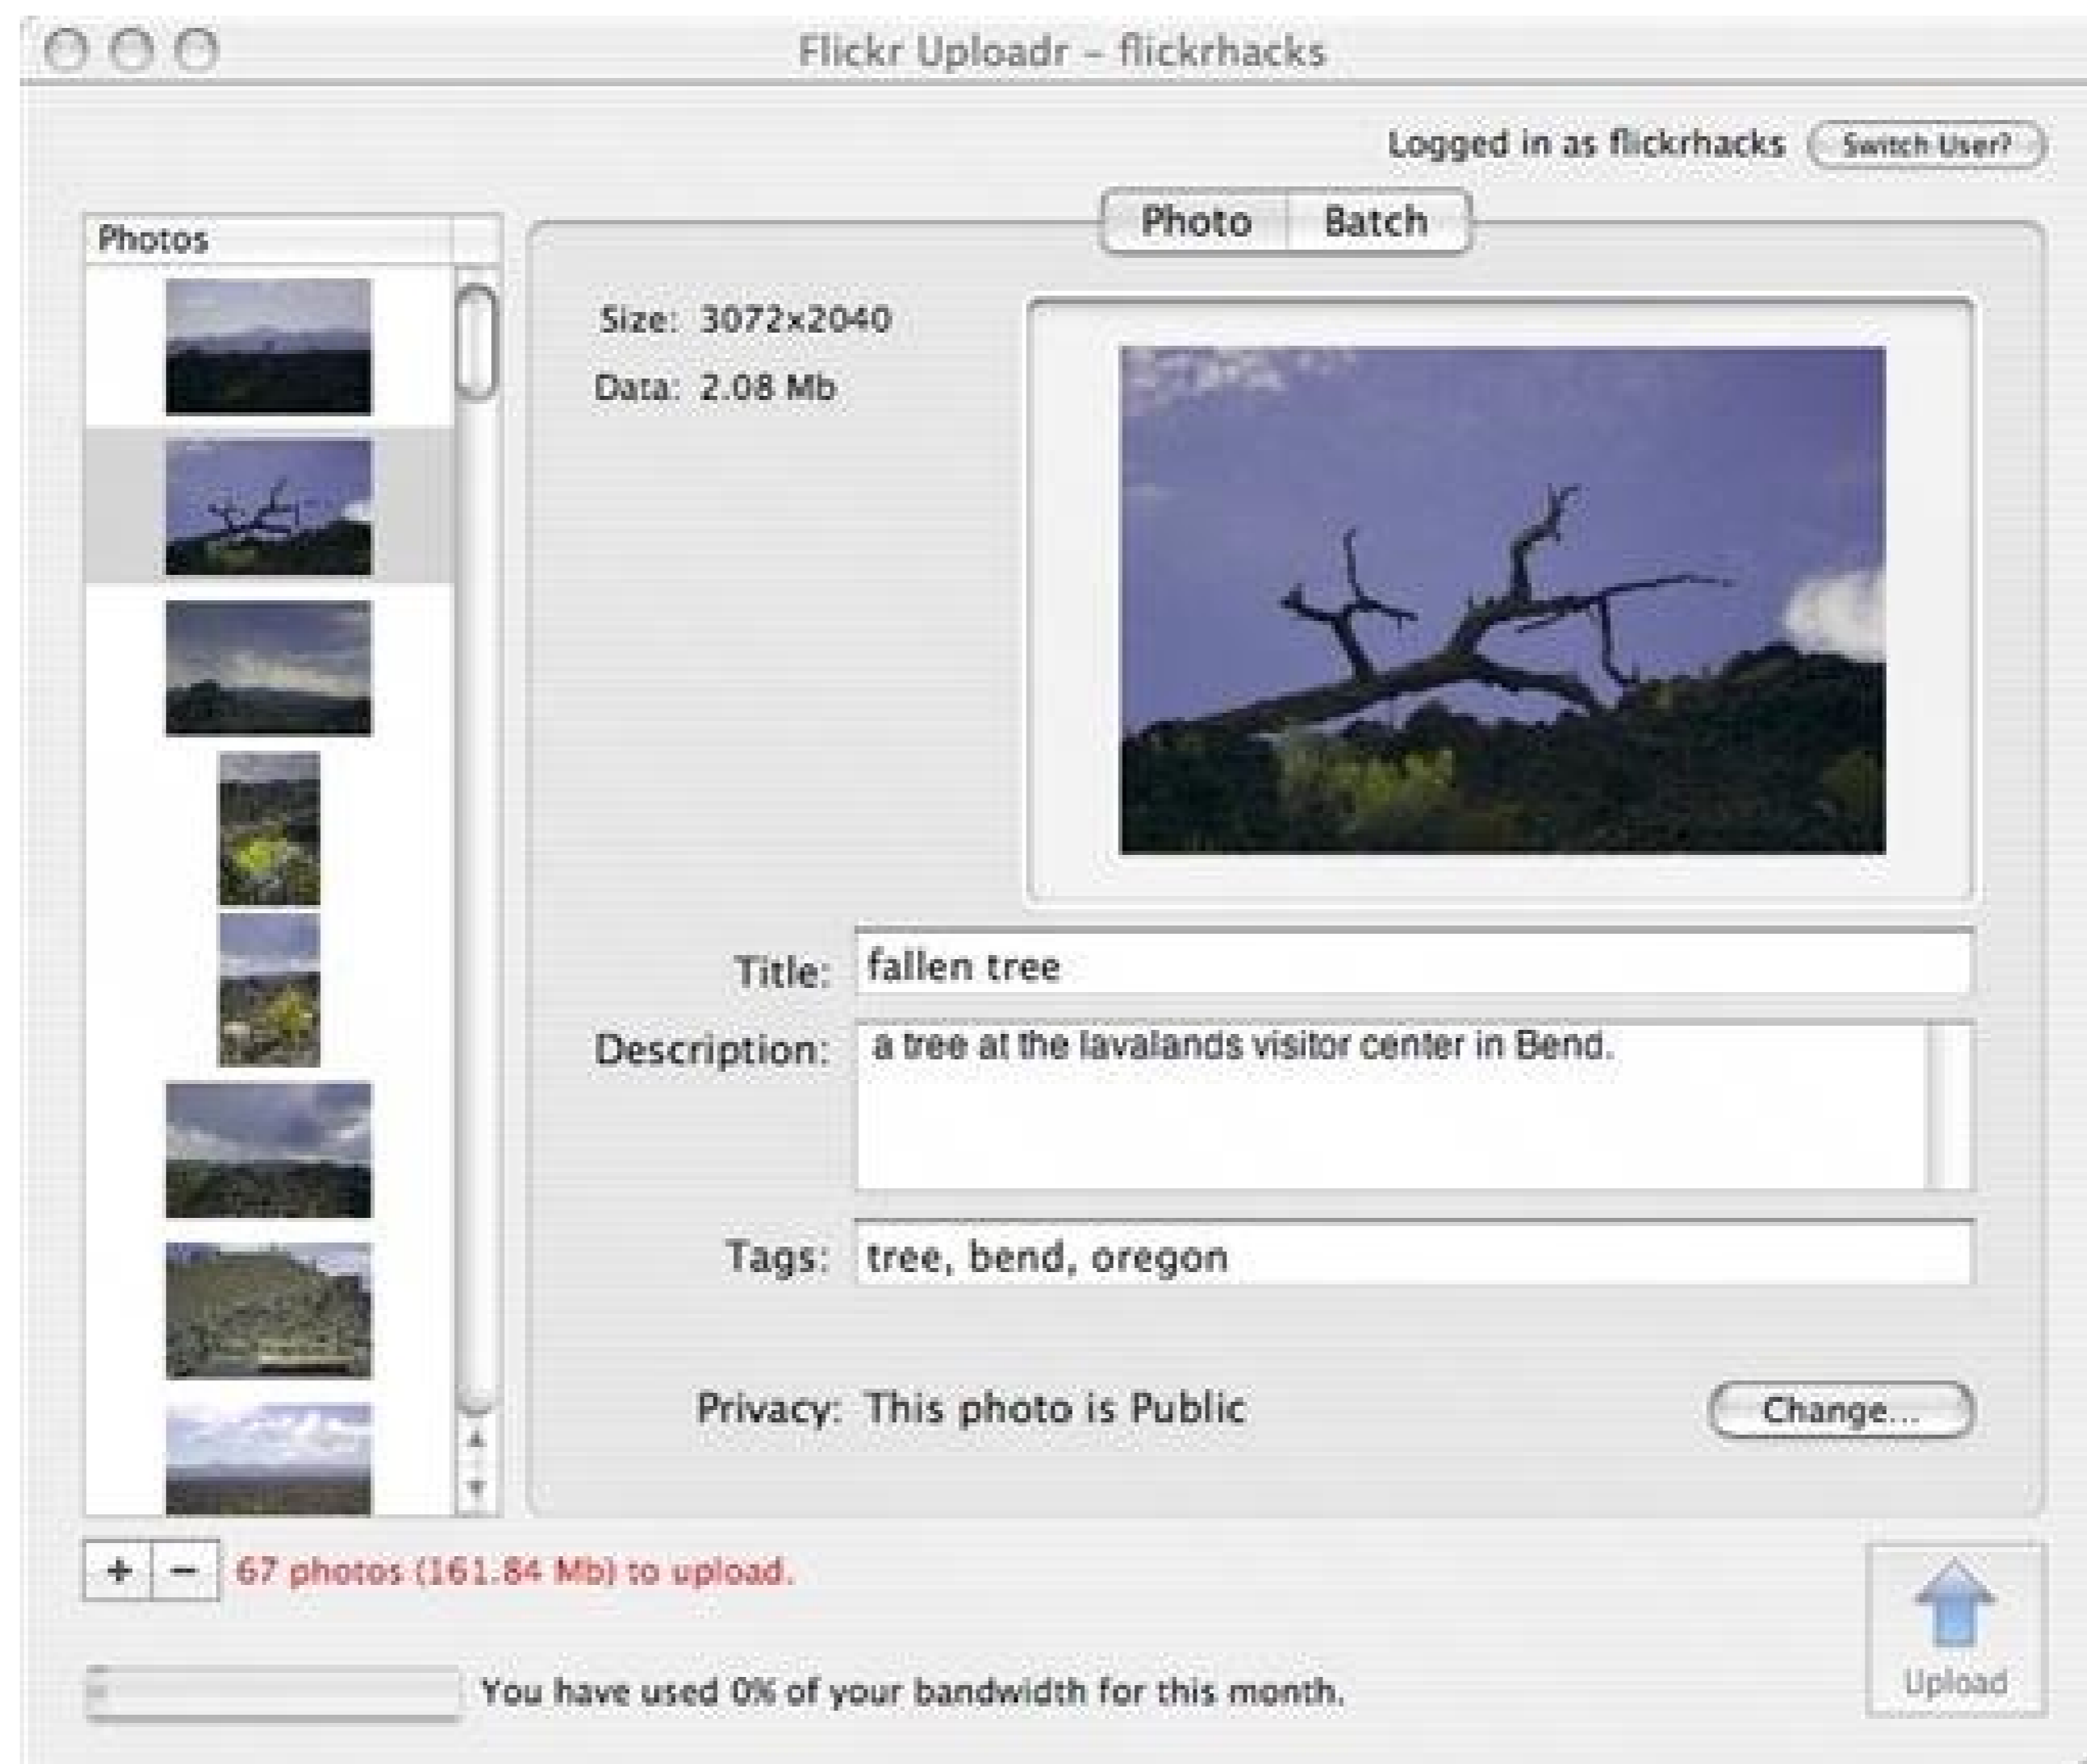 Flickr Uploadr – flickrhacks
Logged in as flickrhacks Switch User?
Photos
Photo Batch
Size: 3072x2040
Data: 2.08 Mb
Title: fallen tree
Description: a tree at the lavalands visitor center in Bend.
Tags: tree, bend, oregon
Privacy: This photo is Public Change...
+ − 67 photos (161.84 Mb) to upload.
You have used 0% of your bandwidth for this month.
Upload